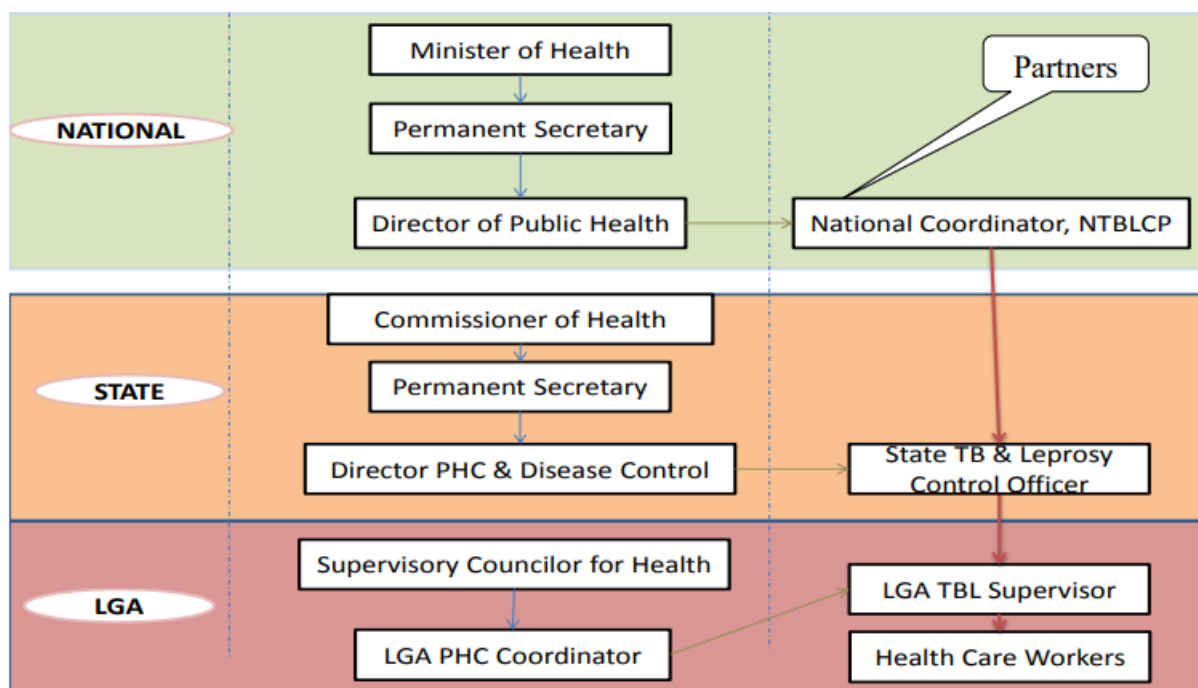 Minister of Health
Partners
NATIONAL
Permanent Secretary
Director of Public Health
National Coordinator, NTBLCP
Commissioner of Health
STATE
Permanent Secretary
Director PHC & Disease Control
State TB & Leprosy
Control Officer
Supervisory Councilor for Health
LGA TBL Supervisor
LGA
LGA PHC Coordinator
Health Care Workers